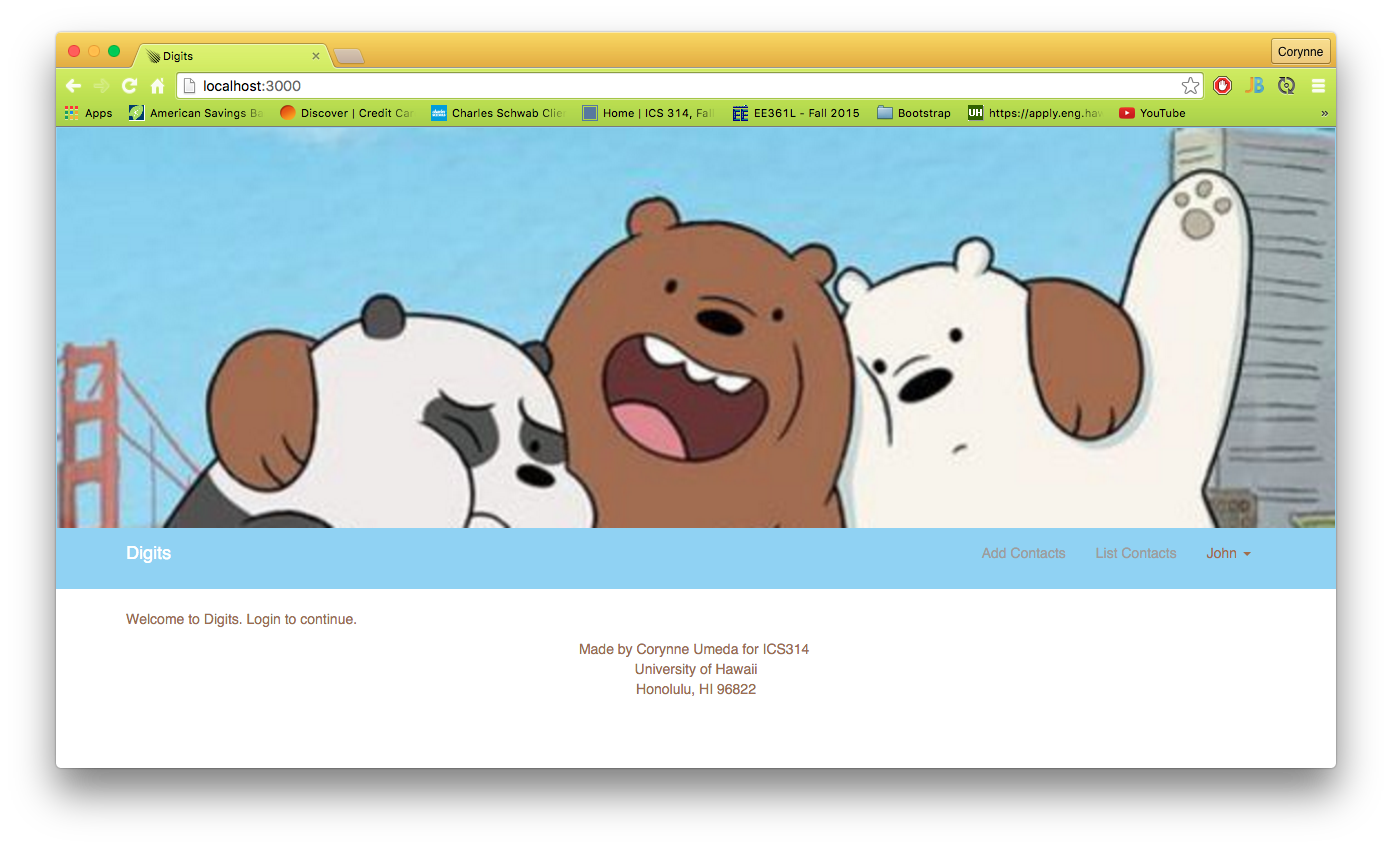 Digits
Corynne
localhost:3000
Apps American Savings Ba Discover | Credit Car Charles Schwab Clien Home | ICS 314, Fal EE361L - Fall 2015 Bootstrap https://apply.eng.haw YouTube »
Digits Add Contacts List Contacts John
Welcome to Digits. Login to continue.
Made by Corynne Umeda for ICS314
University of Hawaii
Honolulu, HI 96822